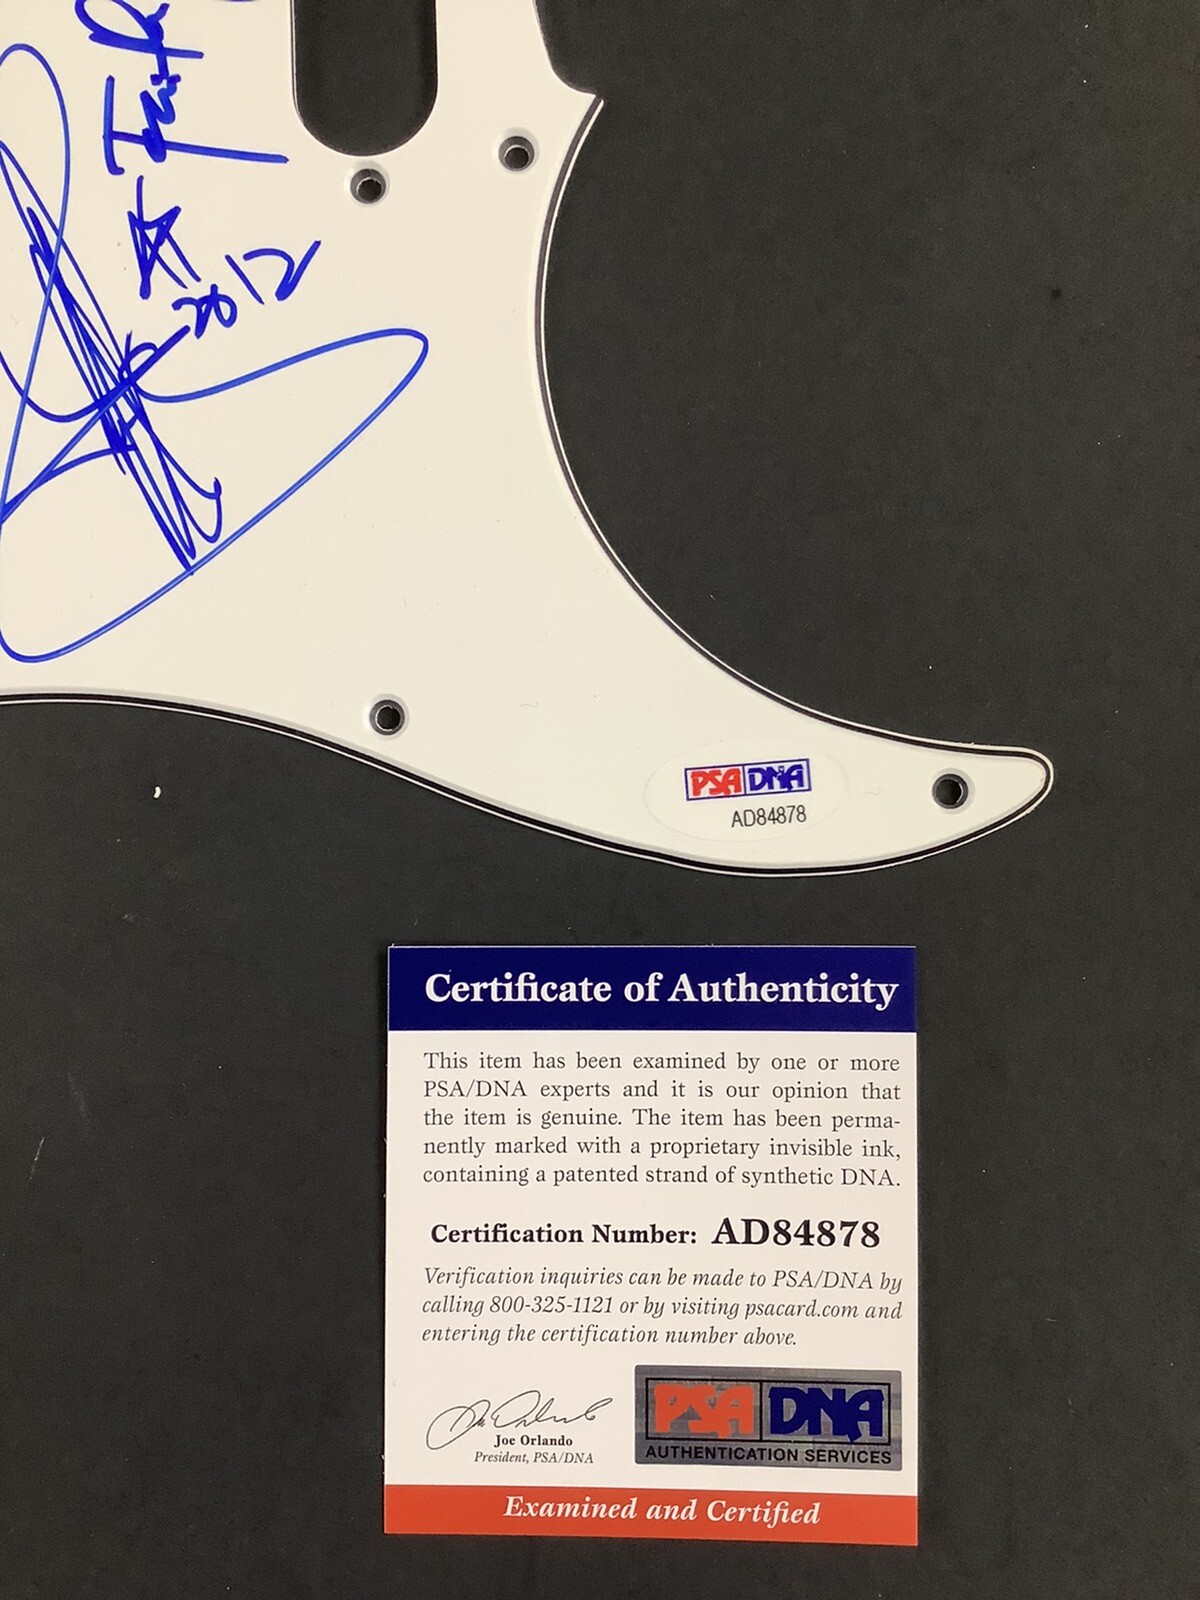 2012
PSA DNA
AD84878
Certificate of Authenticity
This item has been examined by one or more
PSA/DNA experts and it is our opinion that
the item is genuine. The item has been perma-
nently marked with a proprietary invisible ink,
containing a patented strand of synthetic DNA.
Certification Number: AD84878
Verification inquiries can be made to PSA/DNA by
calling 800-325-1121 or by visiting psacard.com and
entering the certification number above.
Joe Orlando
President, PSA/DNA
PSA DNA
AUTHENTICATION SERVICES
Examined and Certified